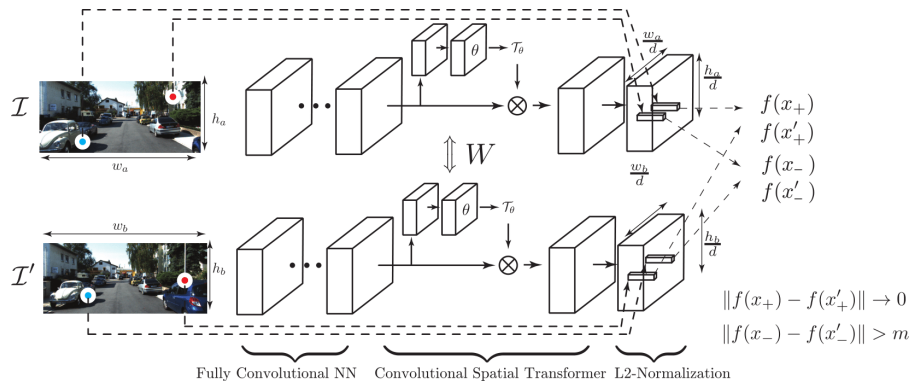 θ
𝒯_θ
w_a/d
h_a/d
ℐ
h_a
w_a
f(x_+)
f(x'_+)
f(x_−)
f(x'_−)
W
w_b/d
θ
𝒯_θ
w_b
h_b/d
ℐ'
h_b
∥f(x_+) − f(x'_+)∥ → 0
∥f(x_−) − f(x'_−)∥ > m
Fully Convolutional NN Convolutional Spatial Transformer L2-Normalization